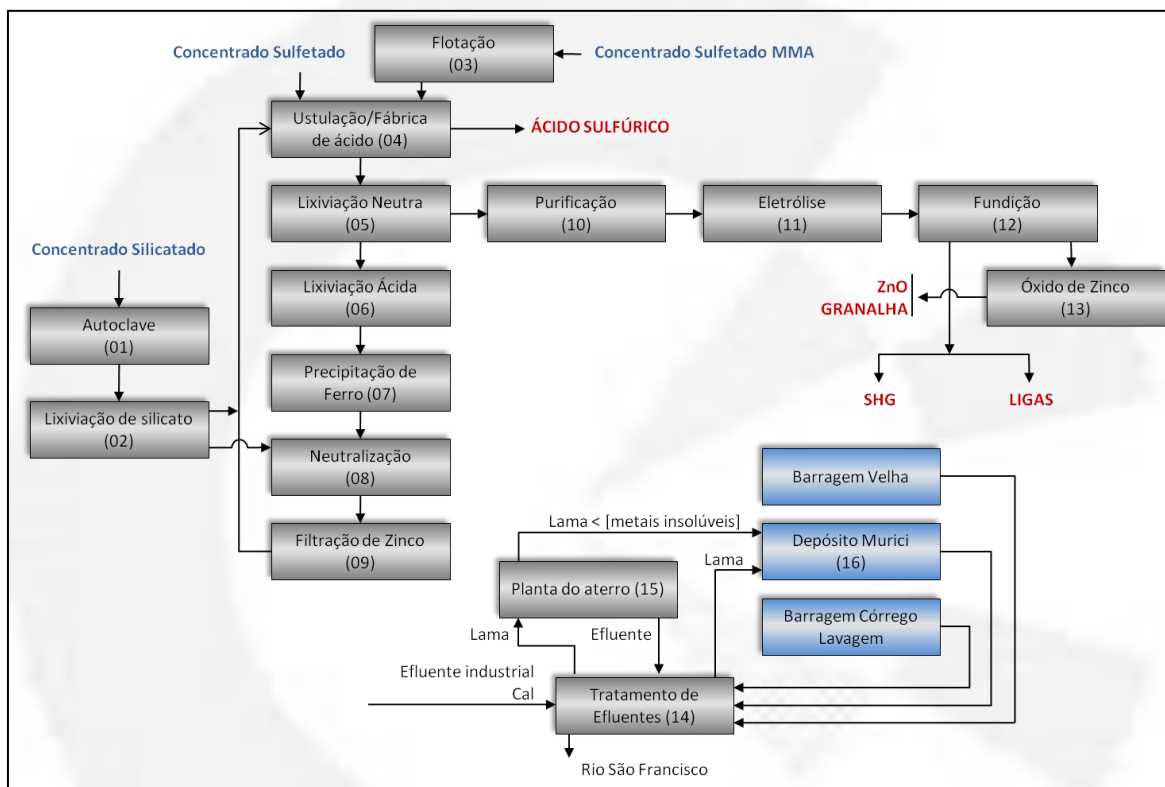 Concentrado Sulfetado
Flotação
(03)
Concentrado Sulfetado MMA
Ustulação/Fábrica
de ácido (04)
ÁCIDO SULFÚRICO
Lixiviação Neutra
(05)
Purificação
(10)
Eletrólise
(11)
Fundição
(12)
Concentrado Silicatado
Lixiviação Ácida
(06)
ZnO
GRANALHA
Óxido de Zinco
(13)
Autoclave
(01)
Precipitação de
Ferro (07)
SHG
LIGAS
Lixiviação de silicato
(02)
Neutralização
(08)
Barragem Velha
Filtração de Zinco
(09)
Lama < [metais insolúveis]
Depósito Murici
(16)
Lama
Planta do aterro (15)
Barragem Córrego
Lavagem
Lama
Efluente
Efluente industrial
Cal
Tratamento de
Efluentes (14)
Rio São Francisco